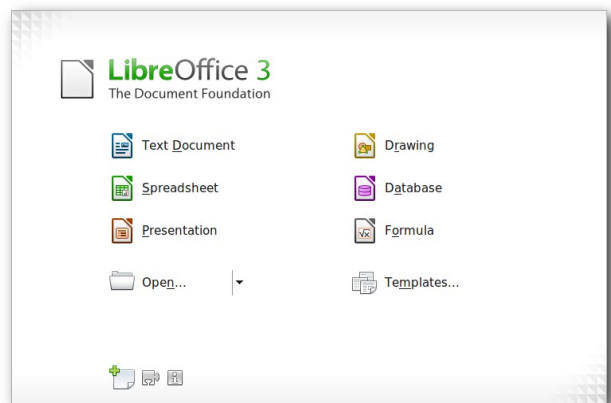 LibreOffice 3
The Document Foundation
Text Document
Drawing
Spreadsheet
Database
Presentation
Formula
Open...
Templates...